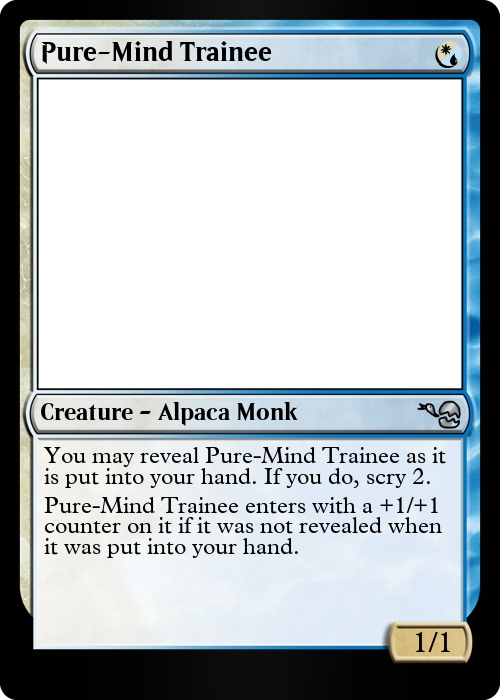 Pure-Mind Trainee
Creature – Alpaca Monk
You may reveal Pure-Mind Trainee as it
is put into your hand. If you do, scry 2.
Pure-Mind Trainee enters with a +1/+1
counter on it if it was not revealed when
it was put into your hand.
1/1